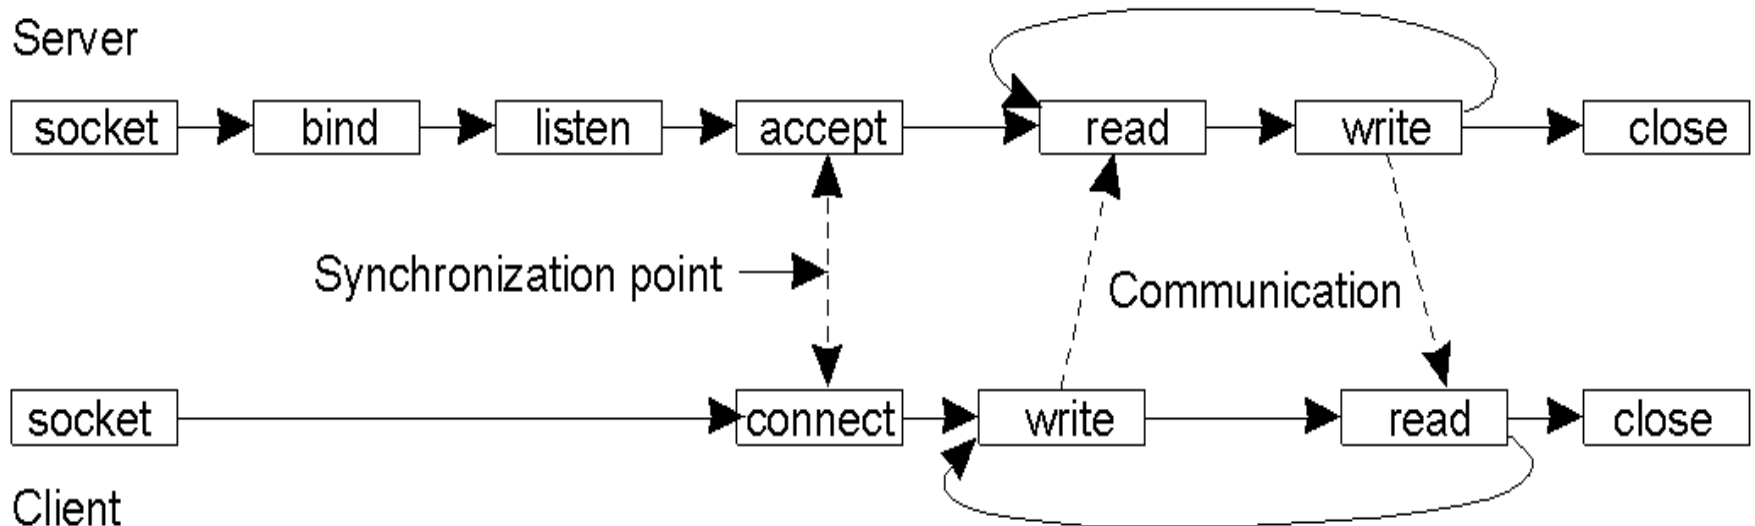 Server
socket bind listen accept read write close
Synchronization point
Communication
socket connect write read close
Client